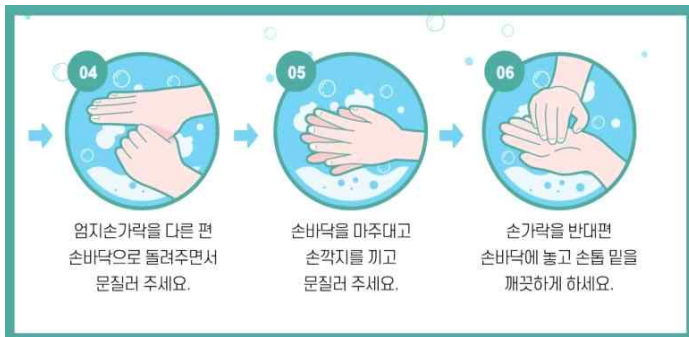 04
엄지손가락을 다른 편
손바닥으로 돌려주면서
문질러 주세요.
05
손바닥을 마주대고
손깍지를 끼고
문질러 주세요.
06
손가락을 반대편
손바닥에 놓고 손톱 밑을
깨끗하게 하세요.